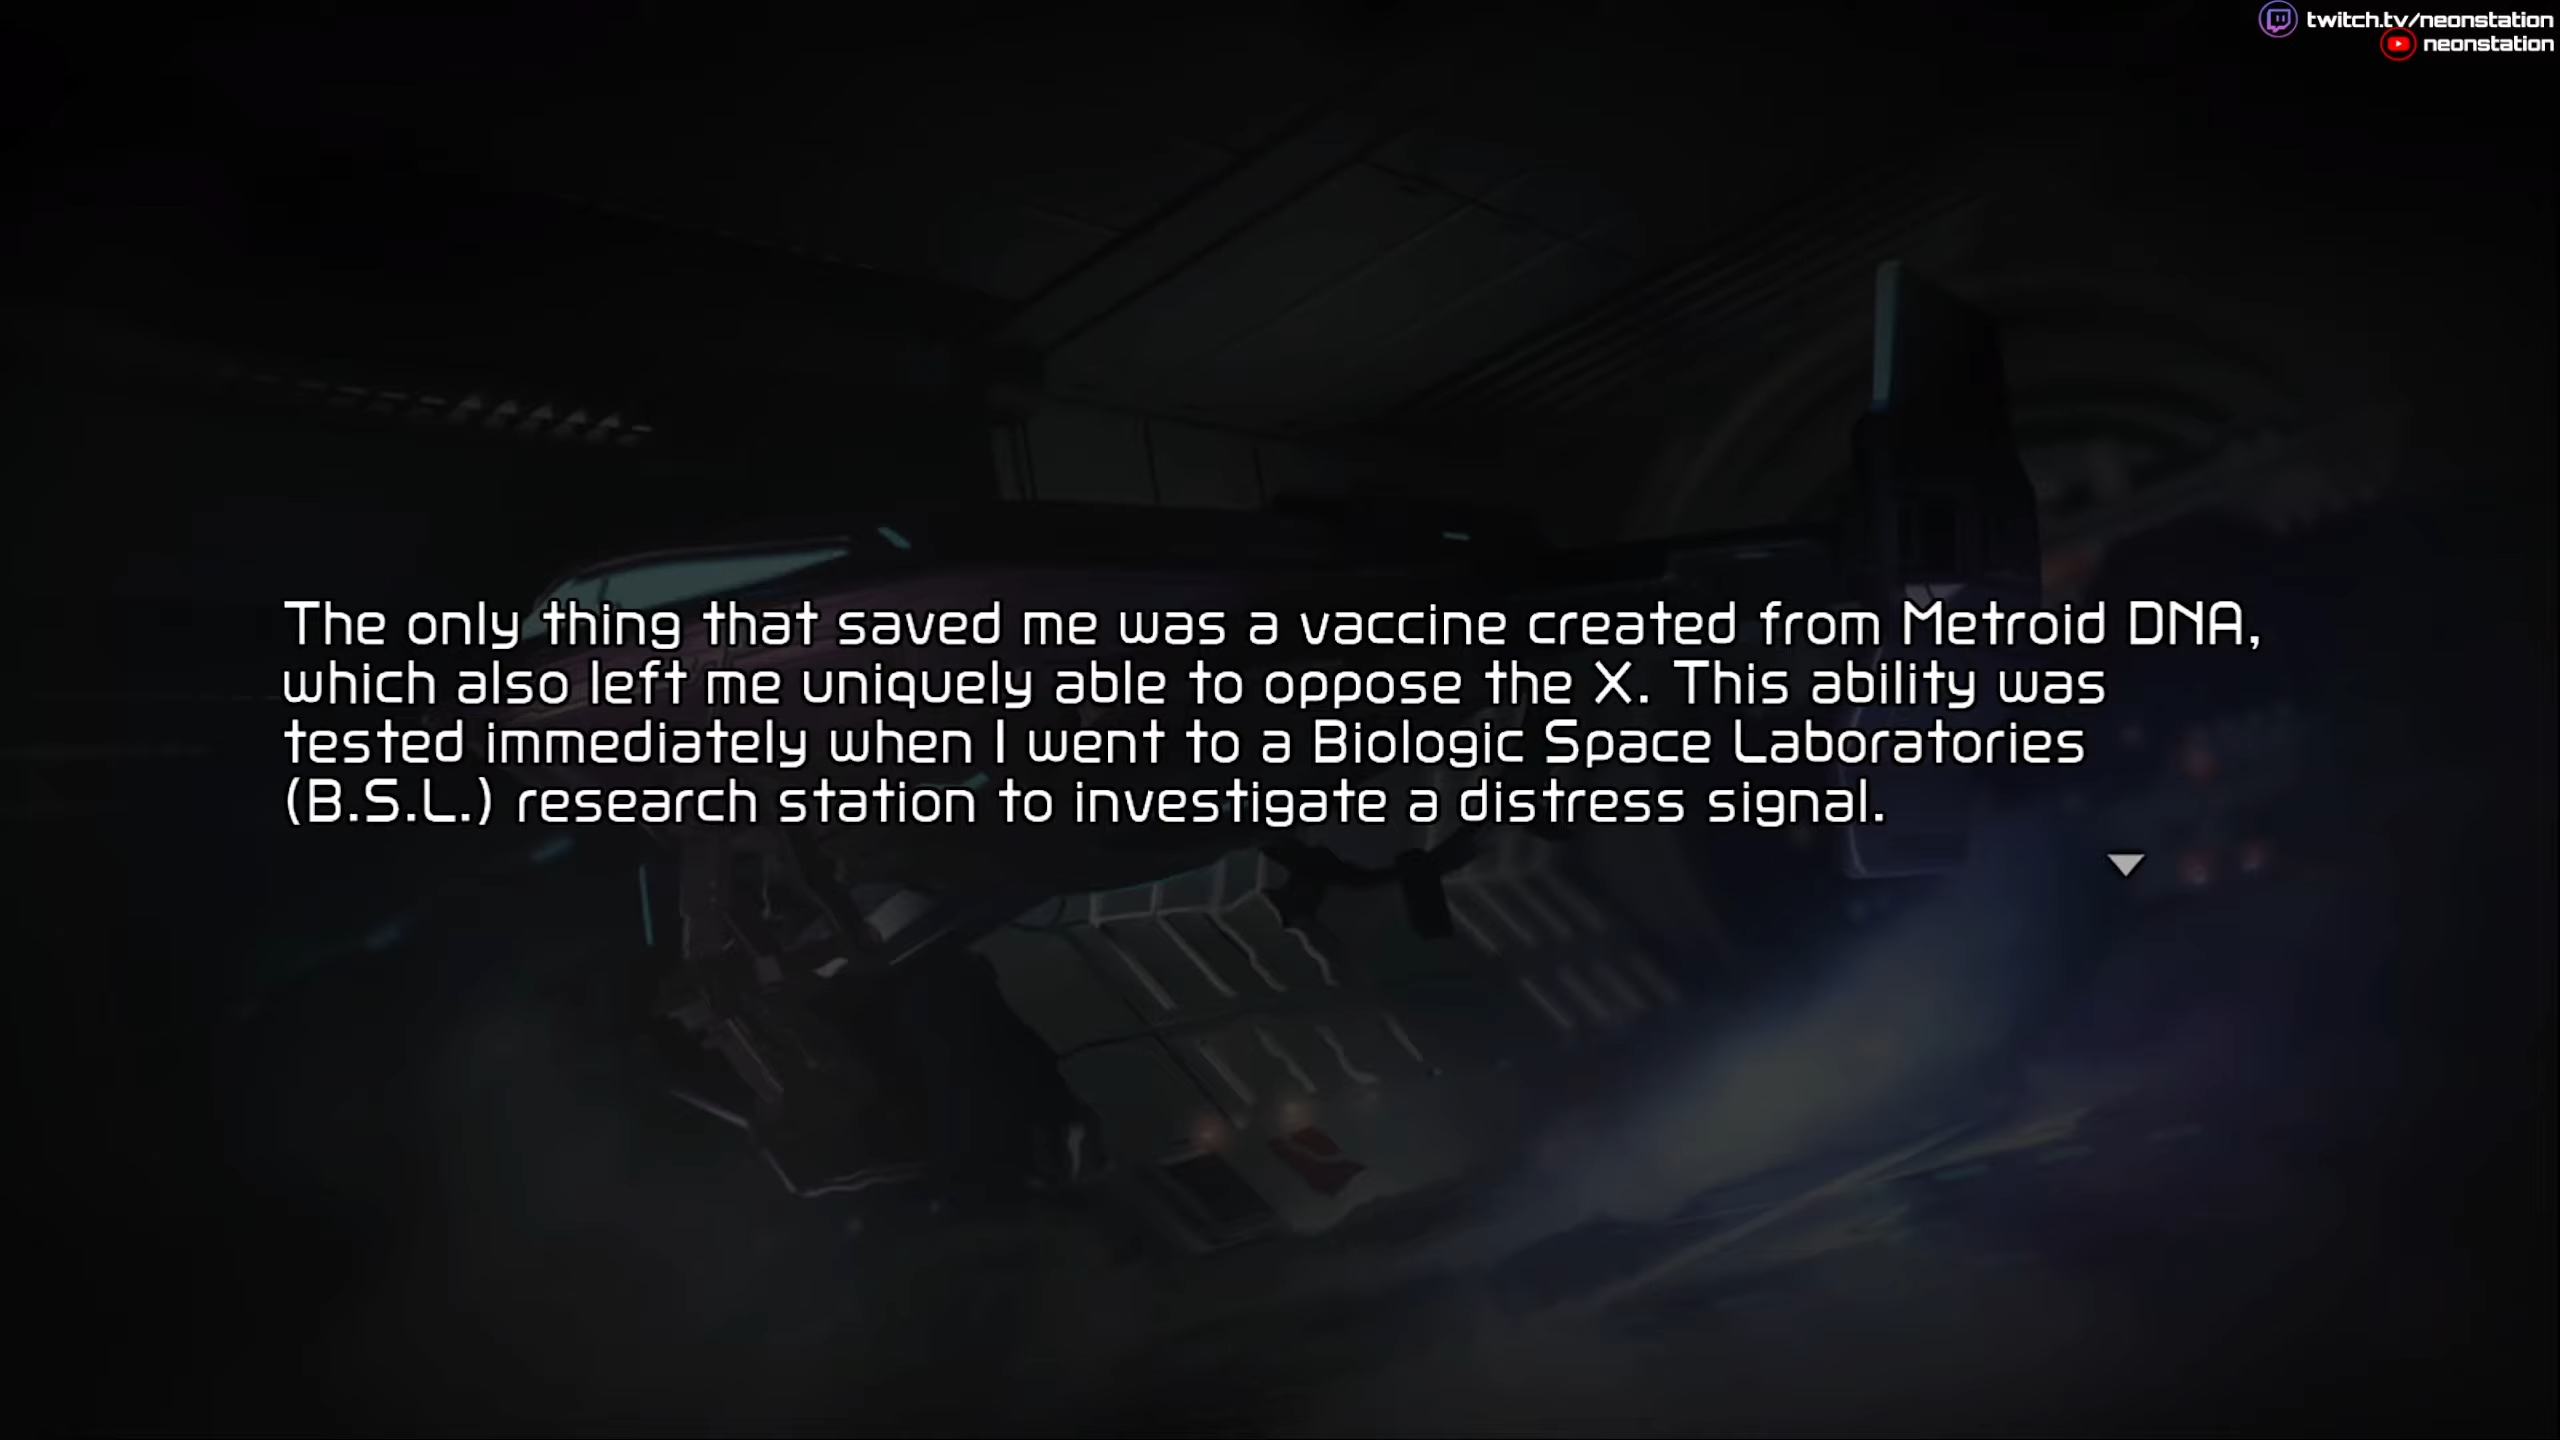 twitch.tv/neonstation
neonstation
The only thing that saved me was a vaccine created from Metroid DNA,
which also left me uniquely able to oppose the X. This ability was
tested immediately when I went to a Biologic Space Laboratories
(B.S.L.) research station to investigate a distress signal.